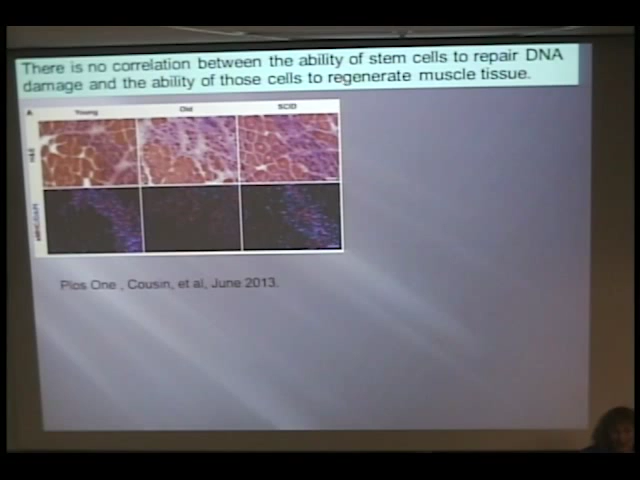 There is no correlation between the ability of stem cells to repair DNA
damage and the ability of those cells to regenerate muscle tissue.
A
Young Old SCID
H&E
Plos One , Cousin, et al, June 2013.